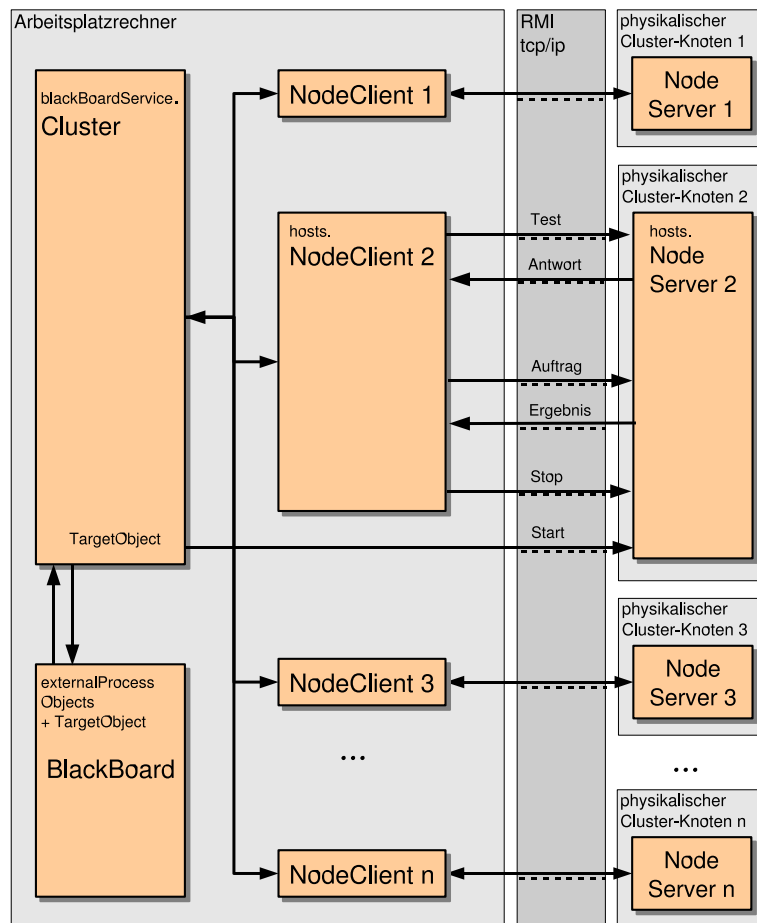 Arbeitsplatzrechner
RMI
tcp/ip
physikalischer
Cluster-Knoten 1
blackBoardService.
Cluster
NodeClient 1
Node
Server 1
physikalischer
Cluster-Knoten 2
hosts.
NodeClient 2
Test
Antwort
Auftrag
Ergebnis
Stop
Start
hosts.
Node
Server 2
TargetObject
externalProcess
Objects
+ TargetObject
BlackBoard
NodeClient 3
physikalischer
Cluster-Knoten 3
Node
Server 3
...
...
NodeClient n
physikalischer
Cluster-Knoten n
Node
Server n